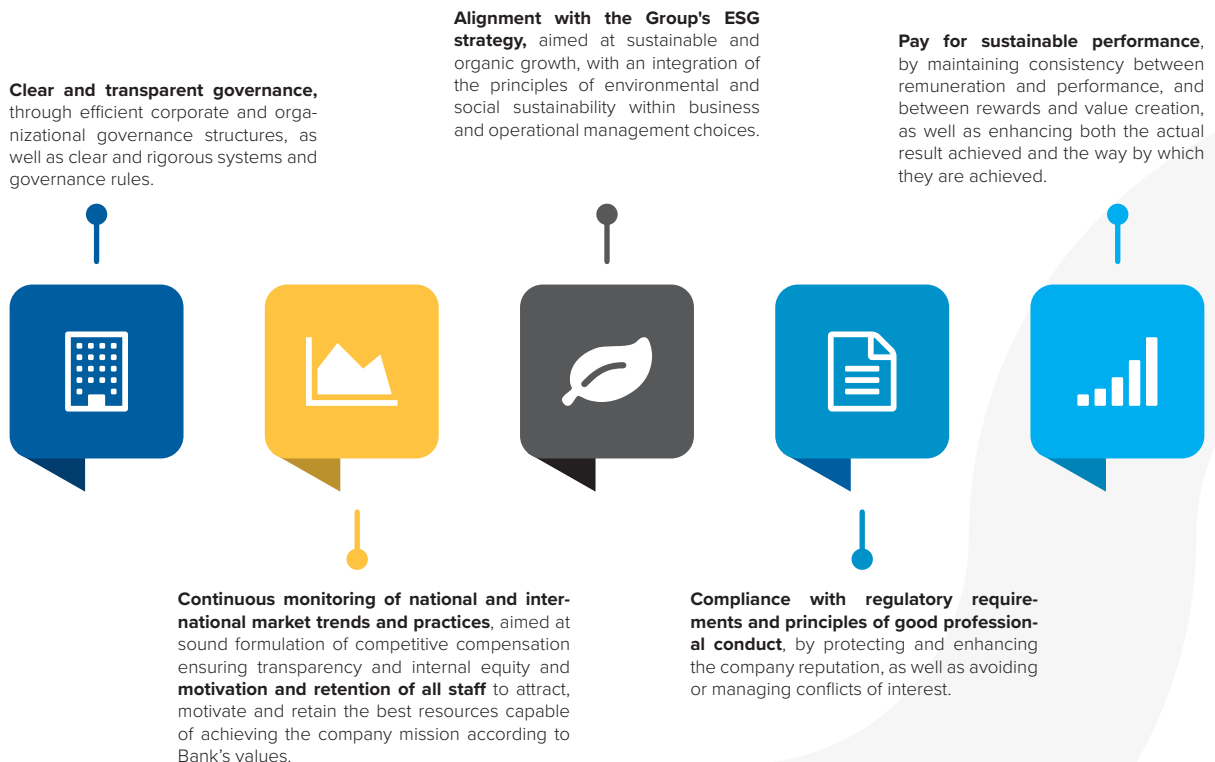 Clear and transparent governance,
through efficient corporate and orga-
nizational governance structures, as
well as clear and rigorous systems and
governance rules.
Continuous monitoring of national and inter-
national market trends and practices, aimed at
sound formulation of competitive compensation
ensuring transparency and internal equity and
motivation and retention of all staff to attract,
motivate and retain the best resources capable
of achieving the company mission according to
Bank's values.
Alignment with the Group's ESG
strategy, aimed at sustainable and
organic growth, with an integration of
the principles of environmental and
social sustainability within business
and operational management choices.
Compliance with regulatory require-
ments and principles of good profession-
al conduct, by protecting and enhancing
the company reputation, as well as avoiding
or managing conflicts of interest.
Pay for sustainable performance,
by maintaining consistency between
remuneration and performance, and
between rewards and value creation,
as well as enhancing both the actual
result achieved and the way by which
they are achieved.